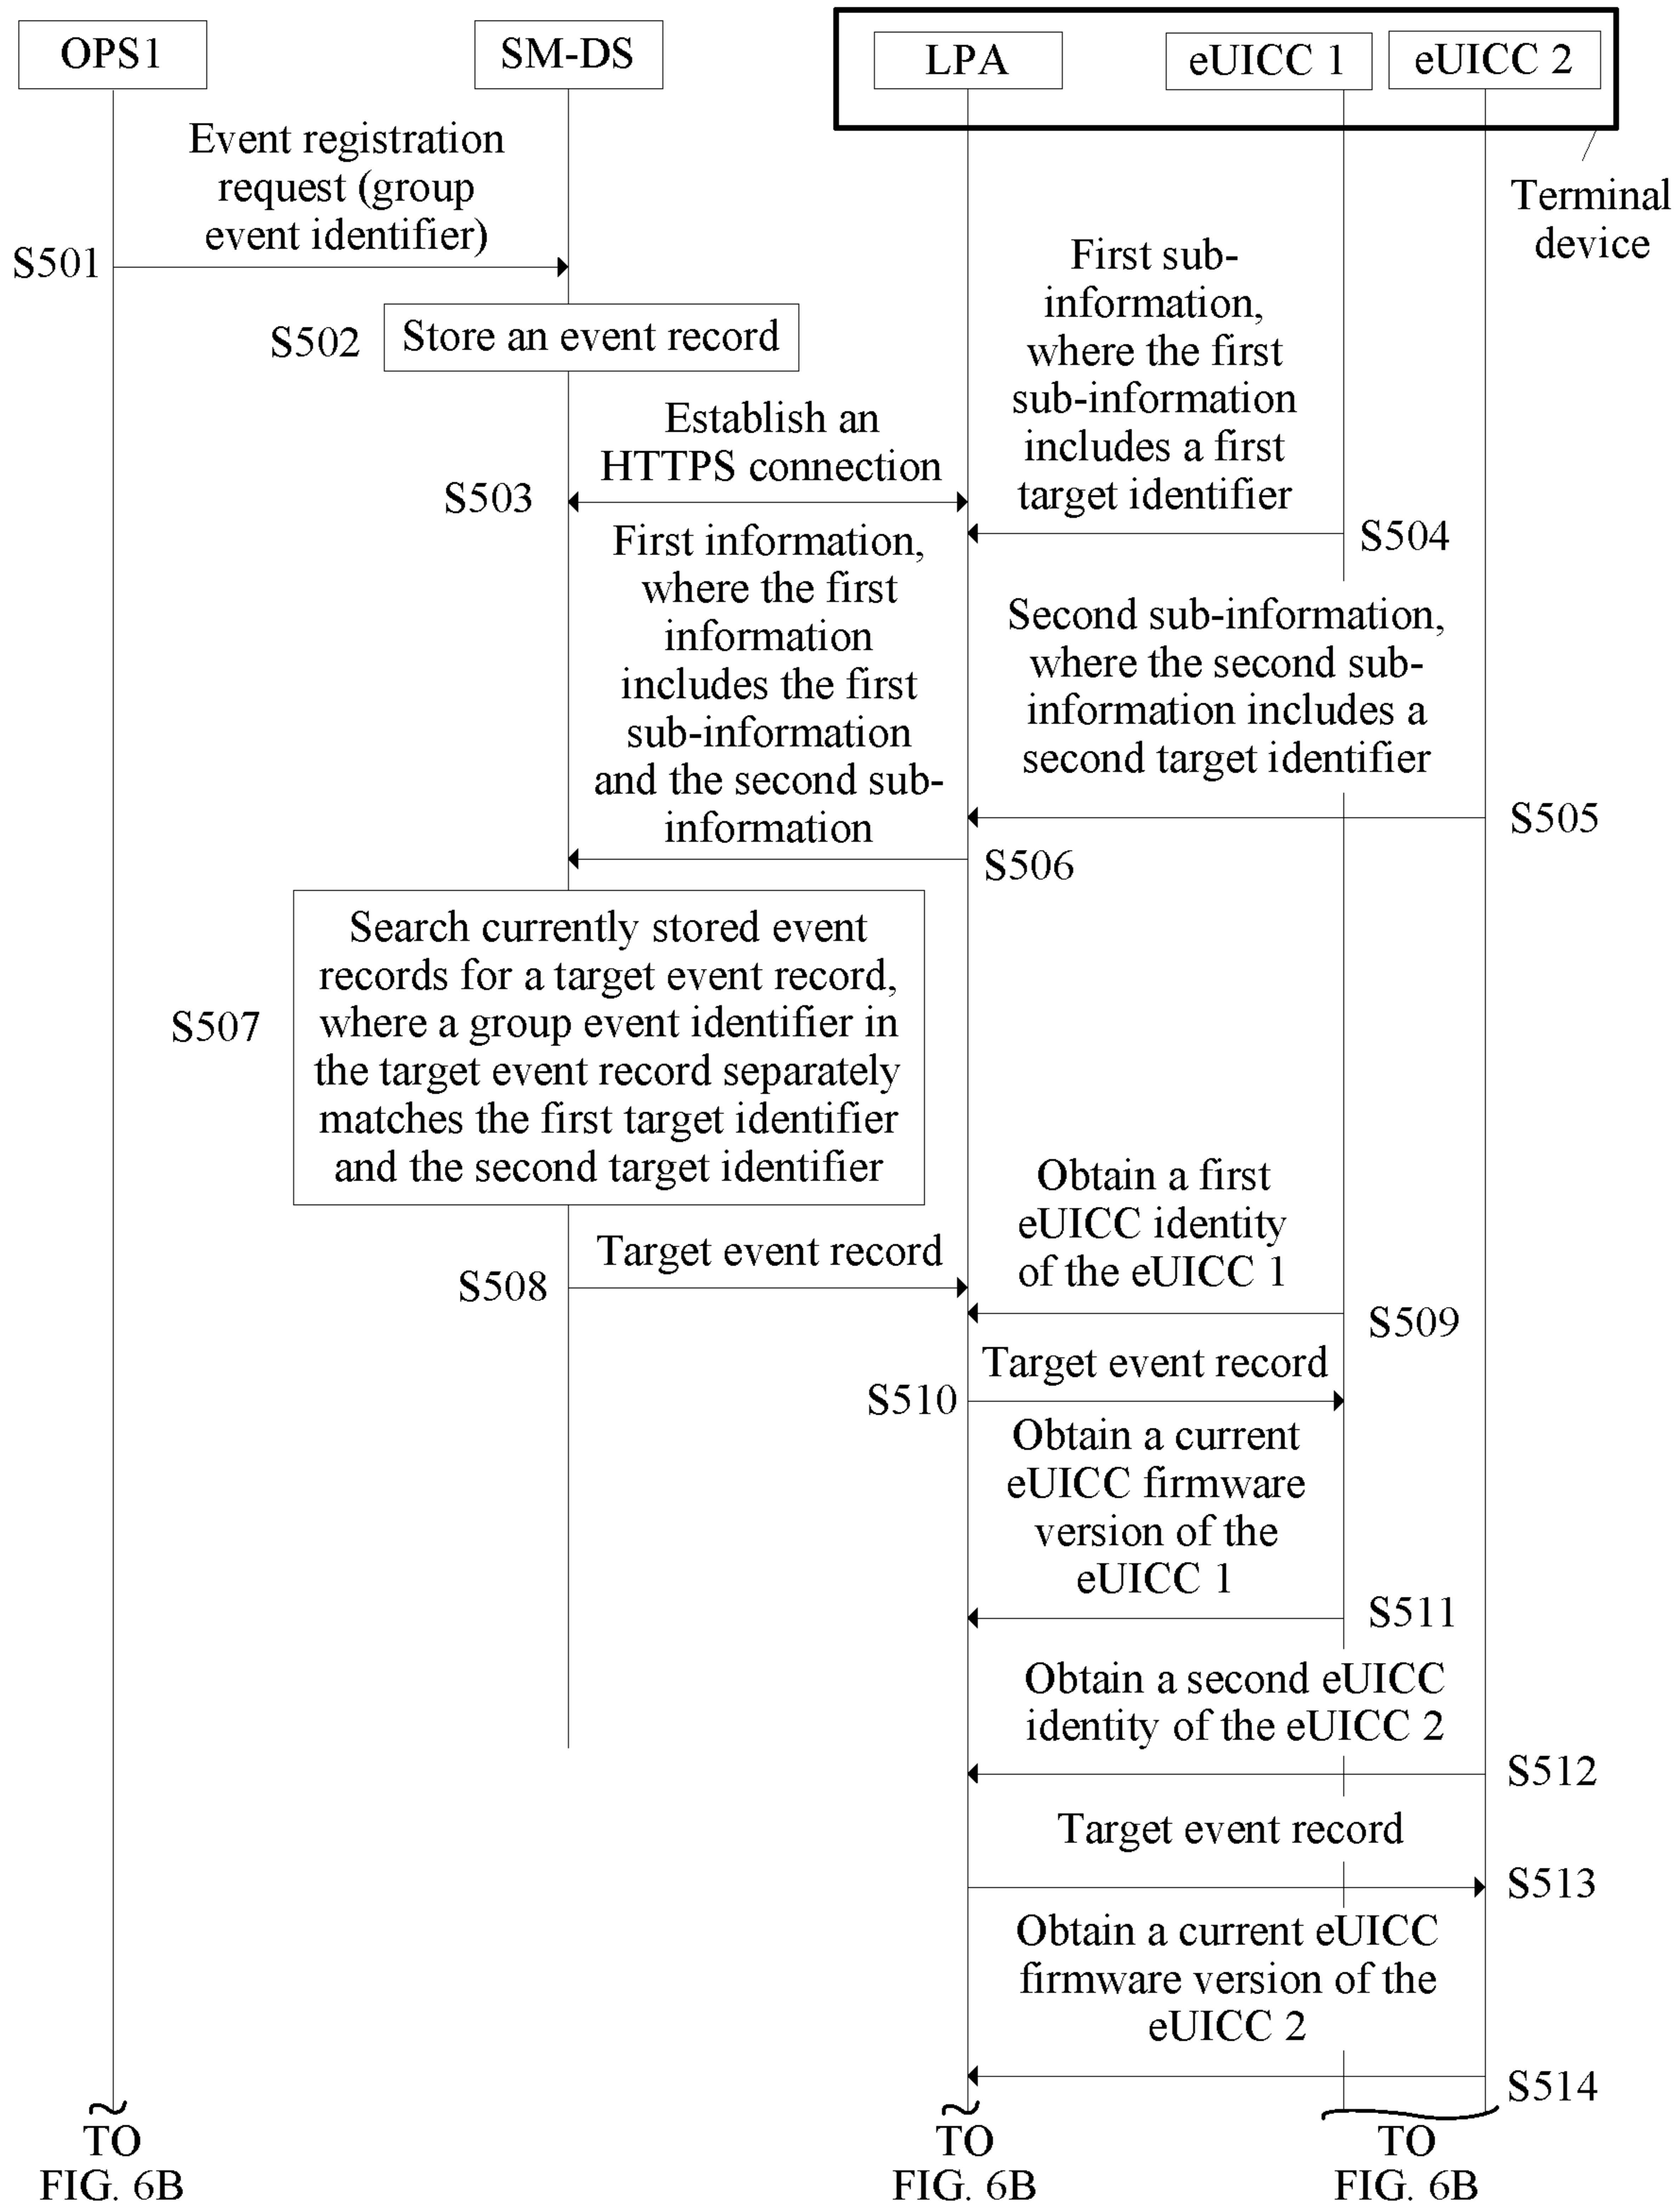 OPS1
SM-DS
LPA
eUICC 1
eUICC 2
Terminal
device
Event registration
request (group
event identifier)
S501
S502
Store an event record
Establish an
HTTPS connection
S503
First sub-
information,
where the first
sub-information
includes a first
target identifier
S504
First information,
where the first
information
includes the first
sub-information
and the second sub-
information
Second sub-information,
where the second sub-
information includes a
second target identifier
S505
S506
S507
Search currently stored event
records for a target event record,
where a group event identifier in
the target event record separately
matches the first target identifier
and the second target identifier
Target event record
S508
Obtain a first
eUICC identity
of the eUICC 1
S509
Target event record
S510
Obtain a current
eUICC firmware
version of the
eUICC 1
S511
Obtain a second eUICC
identity of the eUICC 2
S512
Target event record
S513
Obtain a current eUICC
firmware version of the
eUICC 2
S514
TO
FIG. 6B
TO
FIG. 6B
TO
FIG. 6B